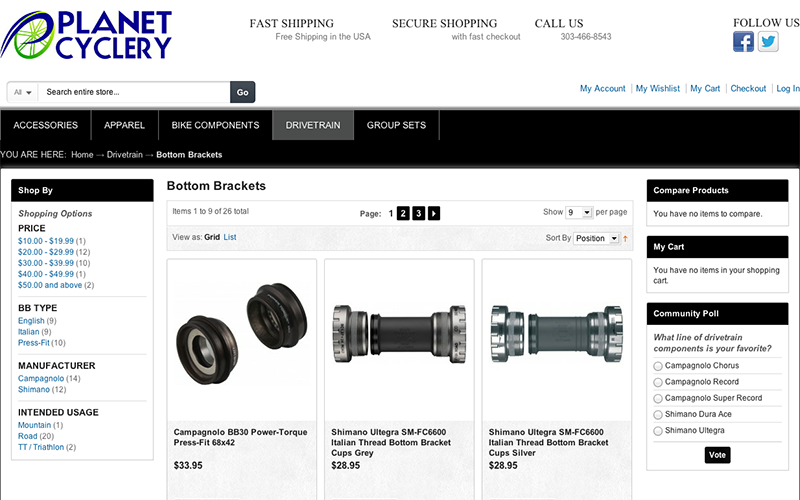 PLANET
CYCLERY
FAST SHIPPING
Free Shipping in the USA
SECURE SHOPPING
with fast checkout
CALL US
303-466-8543
FOLLOW US
All
Search entire store...
Go
My Account
My Wishlist
My Cart
Checkout
Log In
ACCESSORIES
APPAREL
BIKE COMPONENTS
DRIVETRAIN
GROUP SETS
YOU ARE HERE: Home → Drivetrain → Bottom Brackets
Shop By
Shopping Options
PRICE
$10.00 - $19.99 (1)
$20.00 - $29.99 (12)
$30.00 - $39.99 (10)
$40.00 - $49.99 (1)
$50.00 and above (2)
BB TYPE
English (9)
Italian (9)
Press-Fit (10)
MANUFACTURER
Campagnolo (14)
Shimano (12)
INTENDED USAGE
Mountain (1)
Road (20)
TT / Triathlon (2)
Bottom Brackets
Items 1 to 9 of 26 total
Page: 1 2 3
Show 9 per page
View as: Grid List
Sort By Position
Campagnolo BB30 Power-Torque
Press-Fit 68x42
$33.95
Shimano Ultegra SM-FC6600
Italian Thread Bottom Bracket
Cups Grey
$28.95
Shimano Ultegra SM-FC6600
Italian Thread Bottom Bracket
Cups Silver
$28.95
Compare Products
You have no items to compare.
My Cart
You have no items in your shopping
cart.
Community Poll
What line of drivetrain
components is your favorite?
Campagnolo Chorus
Campagnolo Record
Campagnolo Super Record
Shimano Dura Ace
Shimano Ultegra
Vote